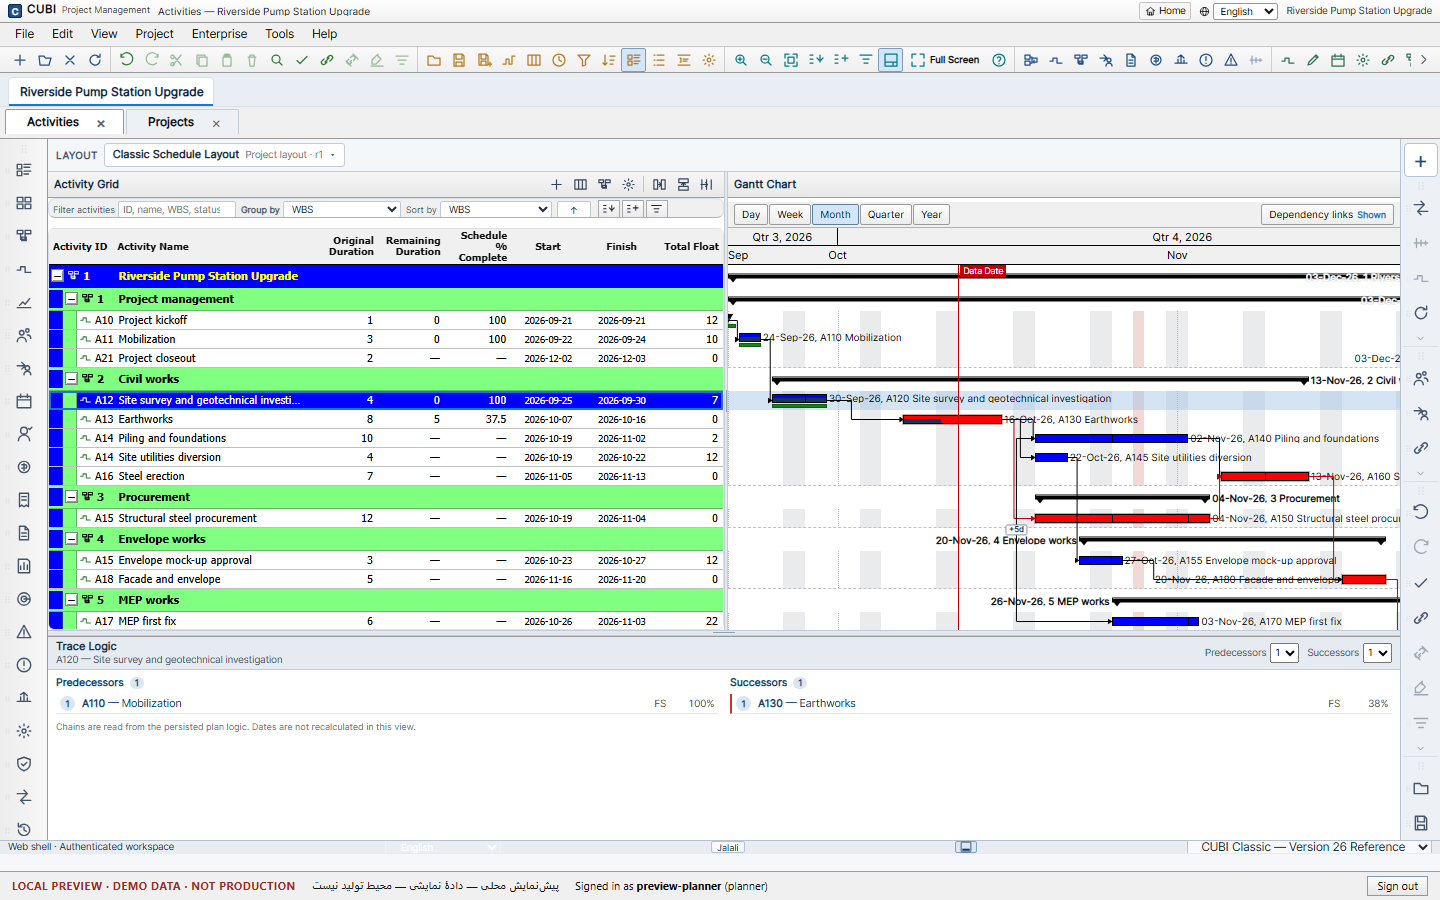 CUBI Project Management Activities — Riverside Pump Station Upgrade
Home English Riverside Pump Station Upgrade
File Edit View Project Enterprise Tools Help
Full Screen
Riverside Pump Station Upgrade
Activities × Projects ×
LAYOUT Classic Schedule Layout Project layout · r1
Activity Grid
Filter activities ID, name, WBS, status Group by WBS Sort by WBS
Activity ID Activity Name Original Duration Remaining Duration Schedule % Complete Start Finish Total Float
1 Riverside Pump Station Upgrade
1 Project management
A10 Project kickoff 1 0 100 2026-09-21 2026-09-21 12
A11 Mobilization 3 0 100 2026-09-22 2026-09-24 10
A21 Project closeout 2 — — 2026-12-02 2026-12-03 0
2 Civil works
A12 Site survey and geotechnical investi... 4 0 100 2026-09-25 2026-09-30 7
A13 Earthworks 8 5 37.5 2026-10-07 2026-10-16 0
A14 Piling and foundations 10 — — 2026-10-19 2026-11-02 2
A14 Site utilities diversion 4 — — 2026-10-19 2026-10-22 12
A16 Steel erection 7 — — 2026-11-05 2026-11-13 0
3 Procurement
A15 Structural steel procurement 12 — — 2026-10-19 2026-11-04 0
4 Envelope works
A15 Envelope mock-up approval 3 — — 2026-10-23 2026-10-27 12
A18 Facade and envelope 5 — — 2026-11-16 2026-11-20 0
5 MEP works
A17 MEP first fix 6 — — 2026-10-26 2026-11-03 22
Gantt Chart
Day Week Month Quarter Year Dependency links Shown
Qtr 3, 2026 Qtr 4, 2026
Sep Oct Nov
Data Date
03-Dec-26, 1 Rivers
03-Dec-
24-Sep-26, A110 Mobilization
03-Dec-2
13-Nov-26, 2 Civil
30-Sep-26, A120 Site survey and geotechnical investigation
16-Oct-26, A130 Earthworks
02-Nov-26, A140 Piling and foundations
22-Oct-26, A145 Site utilities diversion
13-Nov-26, A160 S
04-Nov-26, 3 Procurement
04-Nov-26, A150 Structural steel procur
+5d
20-Nov-26, 4 Envelope works
27-Oct-26, A155 Envelope mock-up approval
20-Nov-26, A180 Facade and envelope
26-Nov-26, 5 MEP works
03-Nov-26, A170 MEP first fix
Trace Logic
A120 — Site survey and geotechnical investigation
Predecessors 1 Successors 1
Predecessors 1
1 A110 — Mobilization FS 100%
Successors 1
1 A130 — Earthworks FS 38%
Chains are read from the persisted plan logic. Dates are not recalculated in this view.
Web shell · Authenticated workspace English Jalali CUBI Classic — Version 26 Reference
LOCAL PREVIEW · DEMO DATA · NOT PRODUCTION پیش‌نمایش محلی — دادهٔ نمایشی — محیط تولید نیست Signed in as preview-planner (planner) Sign out